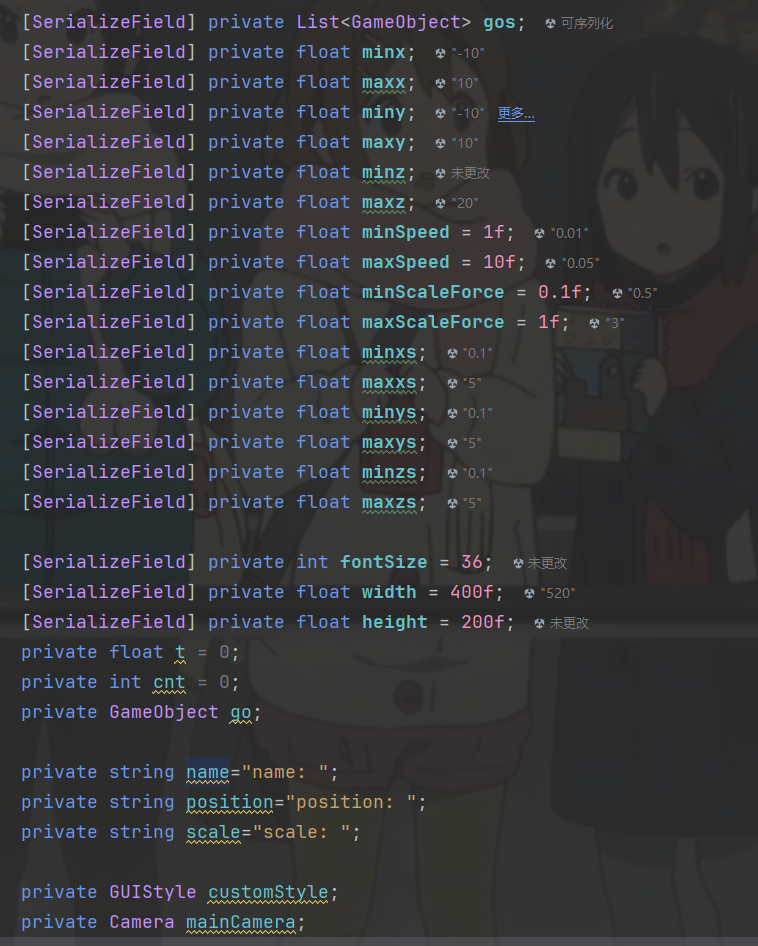 [SerializeField] private List<GameObject> gos; 可序列化
[SerializeField] private float minx; "-10"
[SerializeField] private float maxx; "10"
[SerializeField] private float miny; "-10" 更多...
[SerializeField] private float maxy; "10"
[SerializeField] private float minz; 未更改
[SerializeField] private float maxz; "20"
[SerializeField] private float minSpeed = 1f; "0.01"
[SerializeField] private float maxSpeed = 10f; "0.05"
[SerializeField] private float minScaleForce = 0.1f; "0.5"
[SerializeField] private float maxScaleForce = 1f; "3"
[SerializeField] private float minxs; "0.1"
[SerializeField] private float maxxs; "5"
[SerializeField] private float minys; "0.1"
[SerializeField] private float maxys; "5"
[SerializeField] private float minzs; "0.1"
[SerializeField] private float maxzs; "5"
[SerializeField] private int fontSize = 36; 未更改
[SerializeField] private float width = 400f; "520"
[SerializeField] private float height = 200f; 未更改
private float t = 0;
private int cnt = 0;
private GameObject go;
private string name="name: ";
private string position="position: ";
private string scale="scale: ";
private GUIStyle customStyle;
private Camera mainCamera;